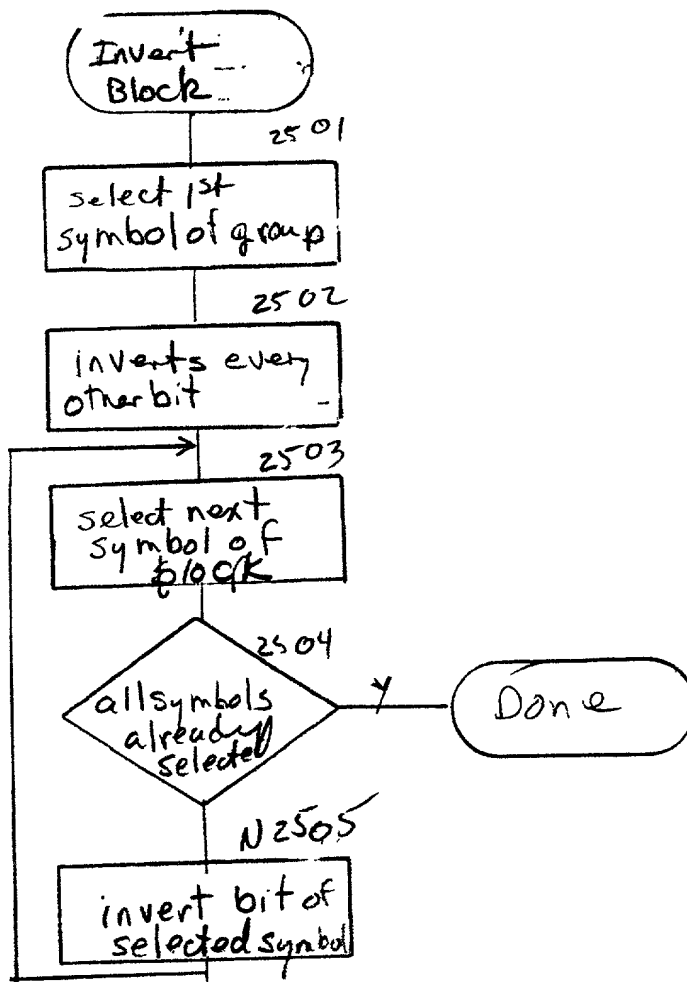 Invert
Block
2501
select 1st
symbol of group
2502
inverts every
other bit
2503
select next
symbol of
block
2504
all symbols
already
selected
Y
Done
N 2505
invert bit of
selected symbol